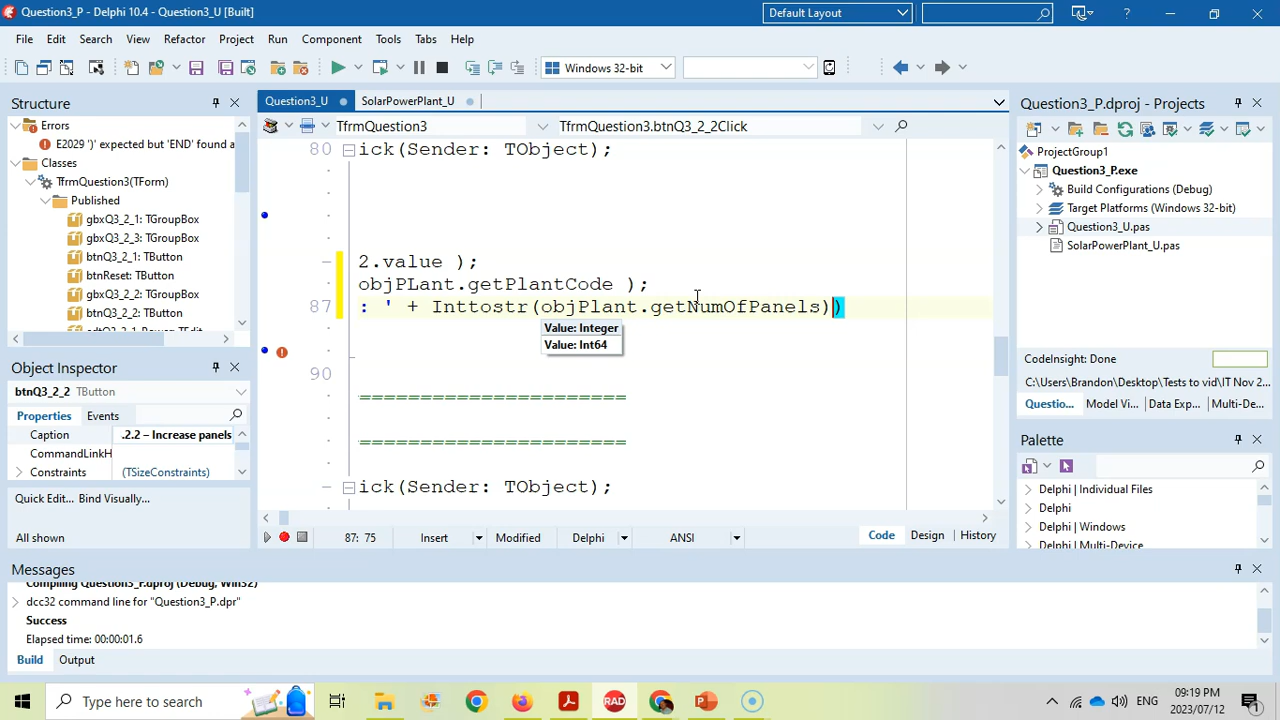 Question3_P - Delphi 10.4 - Question3_U [Built]
Default Layout
File Edit Search View Refactor Project Run Component Tools Tabs Help
Windows 32-bit
Structure
Question3_U
SolarPowerPlant_U
Question3_P.dproj - Projects
TfrmQuestion3
TfrmQuestion3.btnQ3_2_2Click
Errors
E2029 ')' expected but 'END' found a
Classes
TfrmQuestion3(TForm)
Published
gbxQ3_2_1: TGroupBox
gbxQ3_2_3: TGroupBox
btnQ3_2_1: TButton
btnReset: TButton
btnQ3_2_2: TButton
80 ick(Sender: TObject);
2.value );
objPLant.getPlantCode );
87 : ' + Inttostr(objPlant.getNumOfPanels))
Value: Integer
Value: Int64
90
==========================
==========================
ick(Sender: TObject);
ProjectGroup1
Question3_P.exe
Build Configurations (Debug)
Target Platforms (Windows 32-bit)
Question3_U.pas
SolarPowerPlant_U.pas
CodeInsight: Done
C:\Users\Brandon\Desktop\Tests to vid\IT Nov 2...
Questio... Model Vi... Data Exp... Multi-De...
Object Inspector
btnQ3_2_2 TButton
Properties Events
Caption .2.2 – Increase panels
CommandLinkH
Constraints (TSizeConstraints)
Quick Edit... Bind Visually...
All shown
87: 75 Insert Modified Delphi ANSI
Code Design History
Palette
Delphi | Individual Files
Delphi
Delphi | Windows
Delphi | Multi-Device
Messages
Compiling Question3_P.dproj (Debug, Win32)
dcc32 command line for "Question3_P.dpr"
Success
Elapsed time: 00:00:01.6
Build Output
Type here to search
RAD
ENG
09:19 PM
2023/07/12